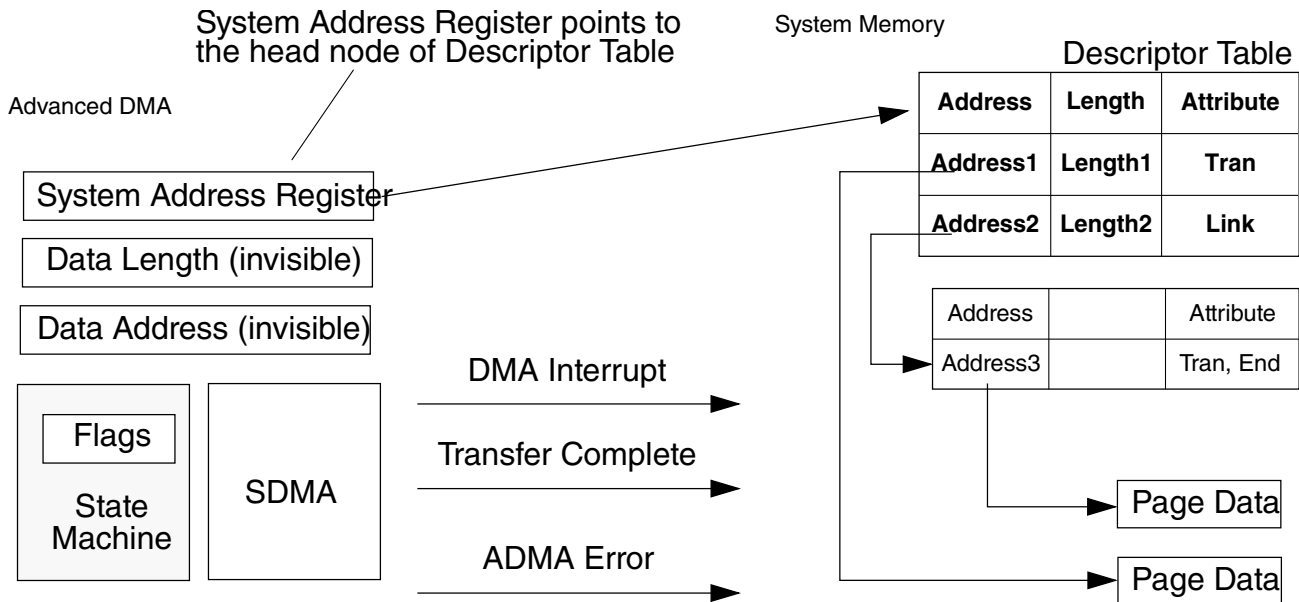 System Address Register points to
the head node of Descriptor Table
System Memory
Descriptor Table
Advanced DMA
Address Length Attribute
Address1 Length1 Tran
Address2 Length2 Link
System Address Register
Data Length (invisible)
Data Address (invisible)
Address Attribute
Address3 Tran, End
DMA Interrupt
Flags
State
Machine
SDMA
Transfer Complete
ADMA Error
Page Data
Page Data